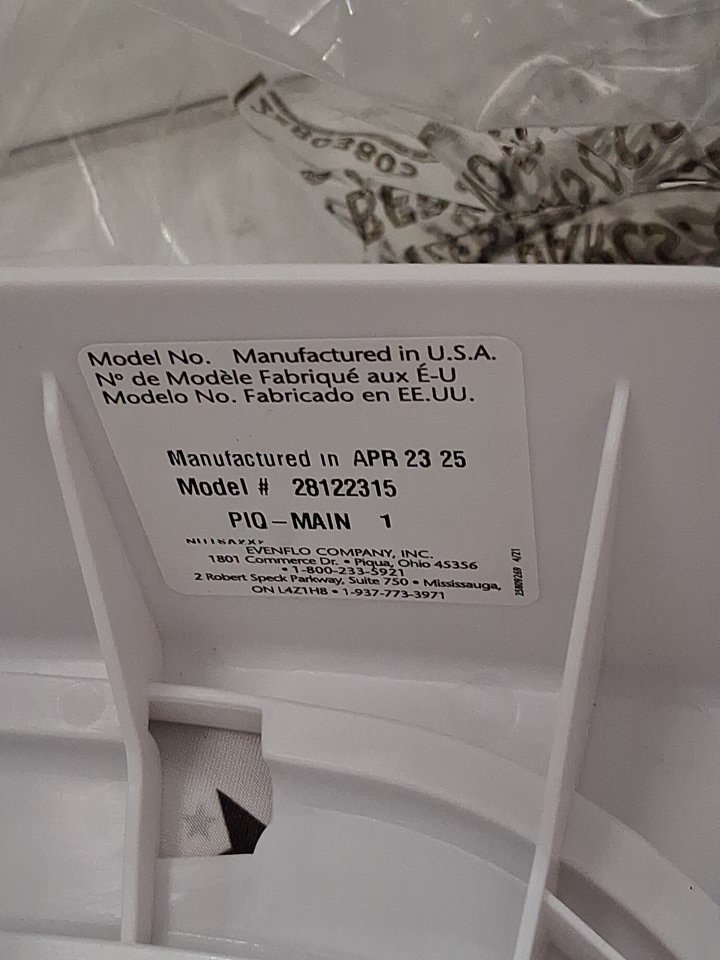 Model No. Manufactured in U.S.A.
Nº de Modèle Fabriqué aux É-U
Modelo No. Fabricado en EE.UU.
Manufactured in APR 23 25
Model # 28122315
PIQ-MAIN 1
EVENFLO COMPANY, INC.
1801 Commerce Dr. • Piqua, Ohio 45356
• 1-800-233-5921
2 Robert Speck Parkway, Suite 750 • Mississauga,
ON L4Z1H8 • 1-937-773-3971
4/21